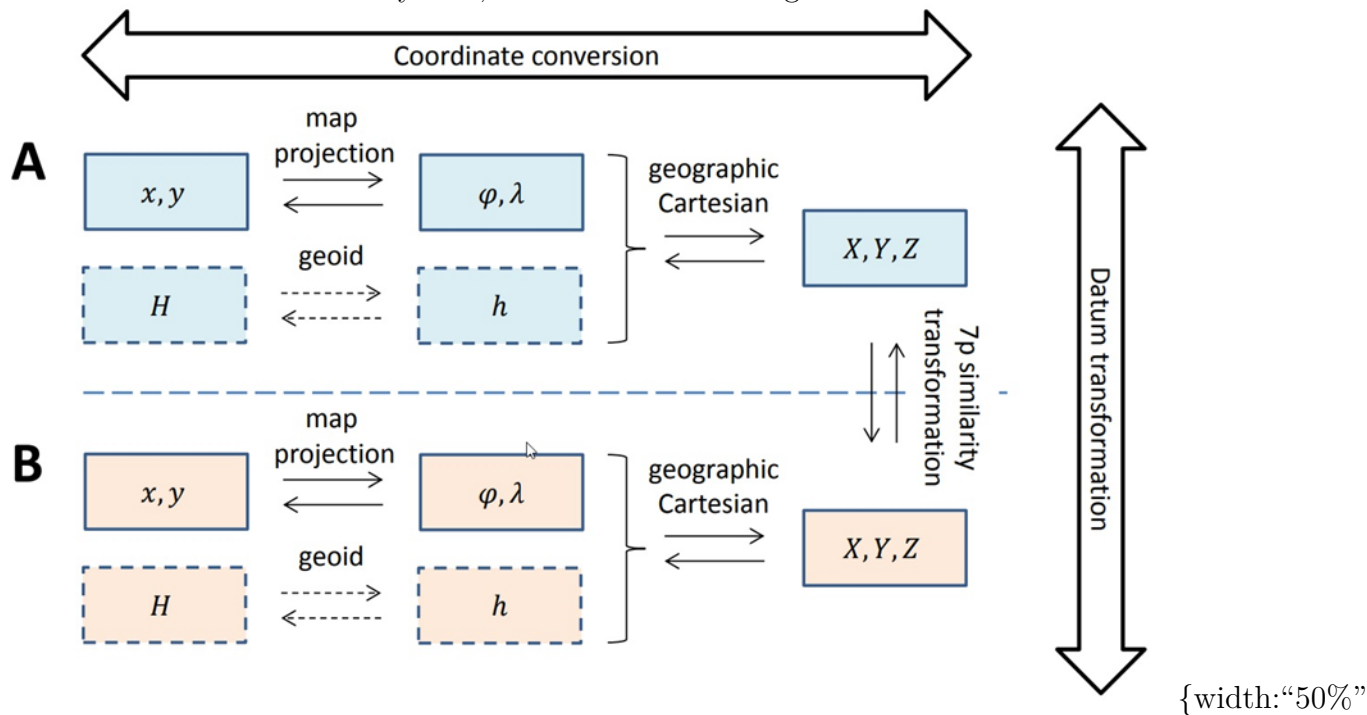 Coordinate conversion
A
map
projection
x, y
φ, λ
geographic
Cartesian
X, Y, Z
geoid
H
h
7p similarity
transformation
Datum transformation
B
map
projection
x, y
φ, λ
geographic
Cartesian
X, Y, Z
geoid
H
h
{width:“50%”